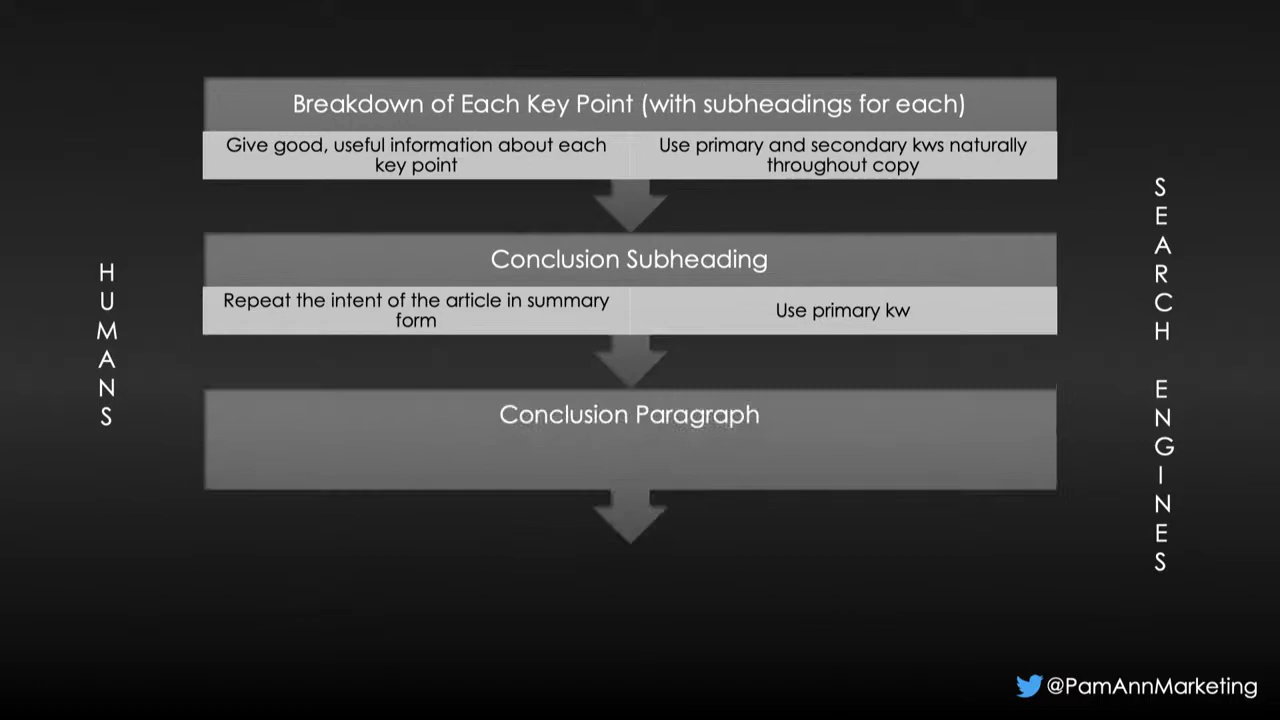 Breakdown of Each Key Point (with subheadings for each)
Give good, useful information about each
key point
Use primary and secondary kws naturally
throughout copy
Conclusion Subheading
Repeat the intent of the article in summary
form
Use primary kw
Conclusion Paragraph
HUMANS
SEARCH ENGINES
@PamAnnMarketing